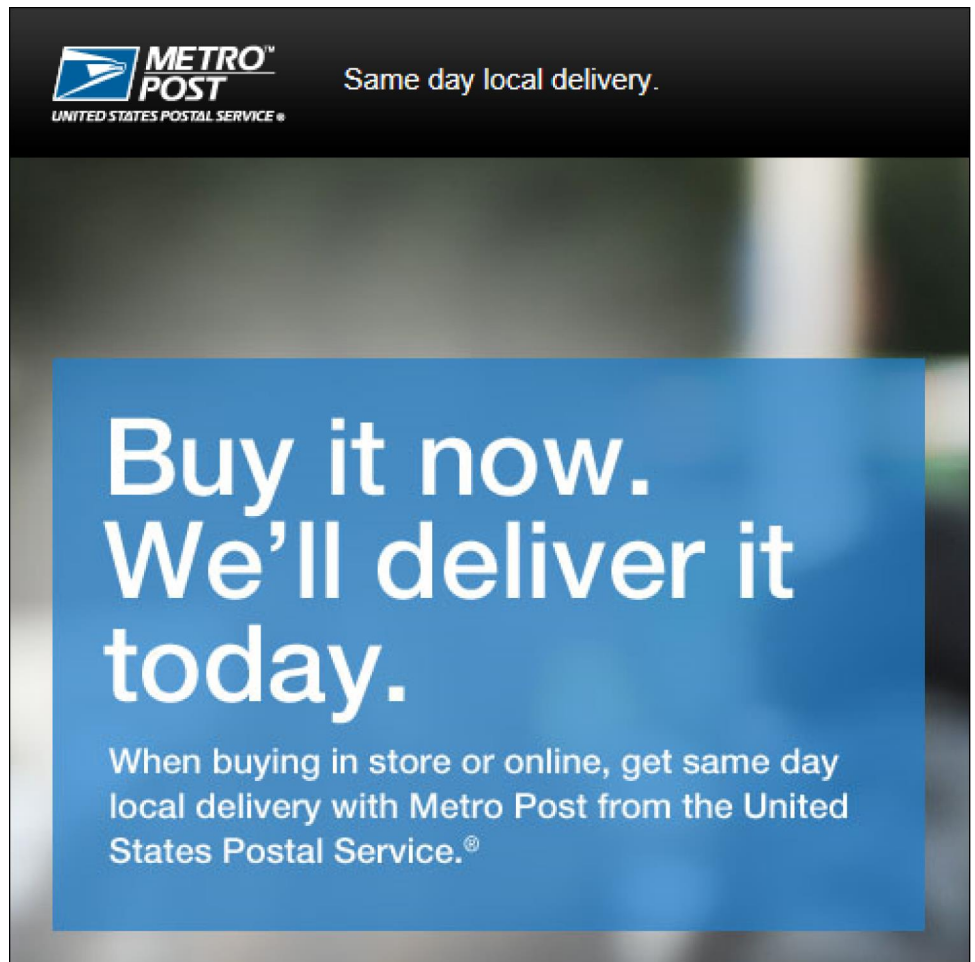 METRO™
POST
UNITED STATES POSTAL SERVICE ®
Same day local delivery.
Buy it now.
We’ll deliver it
today.
When buying in store or online, get same day
local delivery with Metro Post from the United
States Postal Service.®